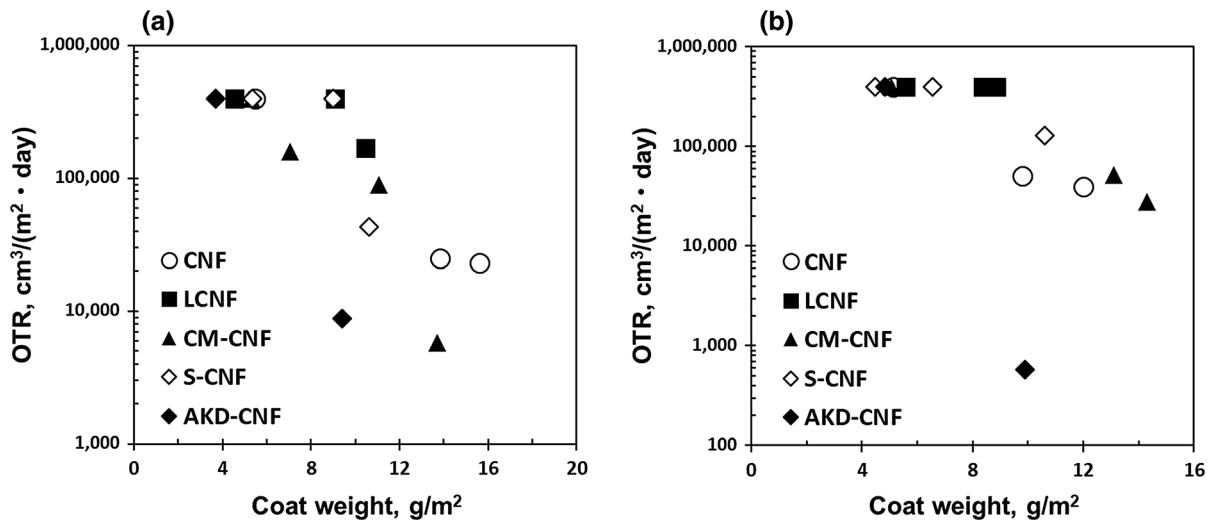 (a)
1,000,000
100,000
10,000
1,000
OTR, cm³/(m² • day)
CNF
LCNF
CM-CNF
S-CNF
AKD-CNF
0 4 8 12 16 20
Coat weight, g/m²
(b)
1,000,000
100,000
10,000
1,000
100
OTR, cm³/(m² • day)
CNF
LCNF
CM-CNF
S-CNF
AKD-CNF
0 4 8 12 16
Coat weight, g/m²